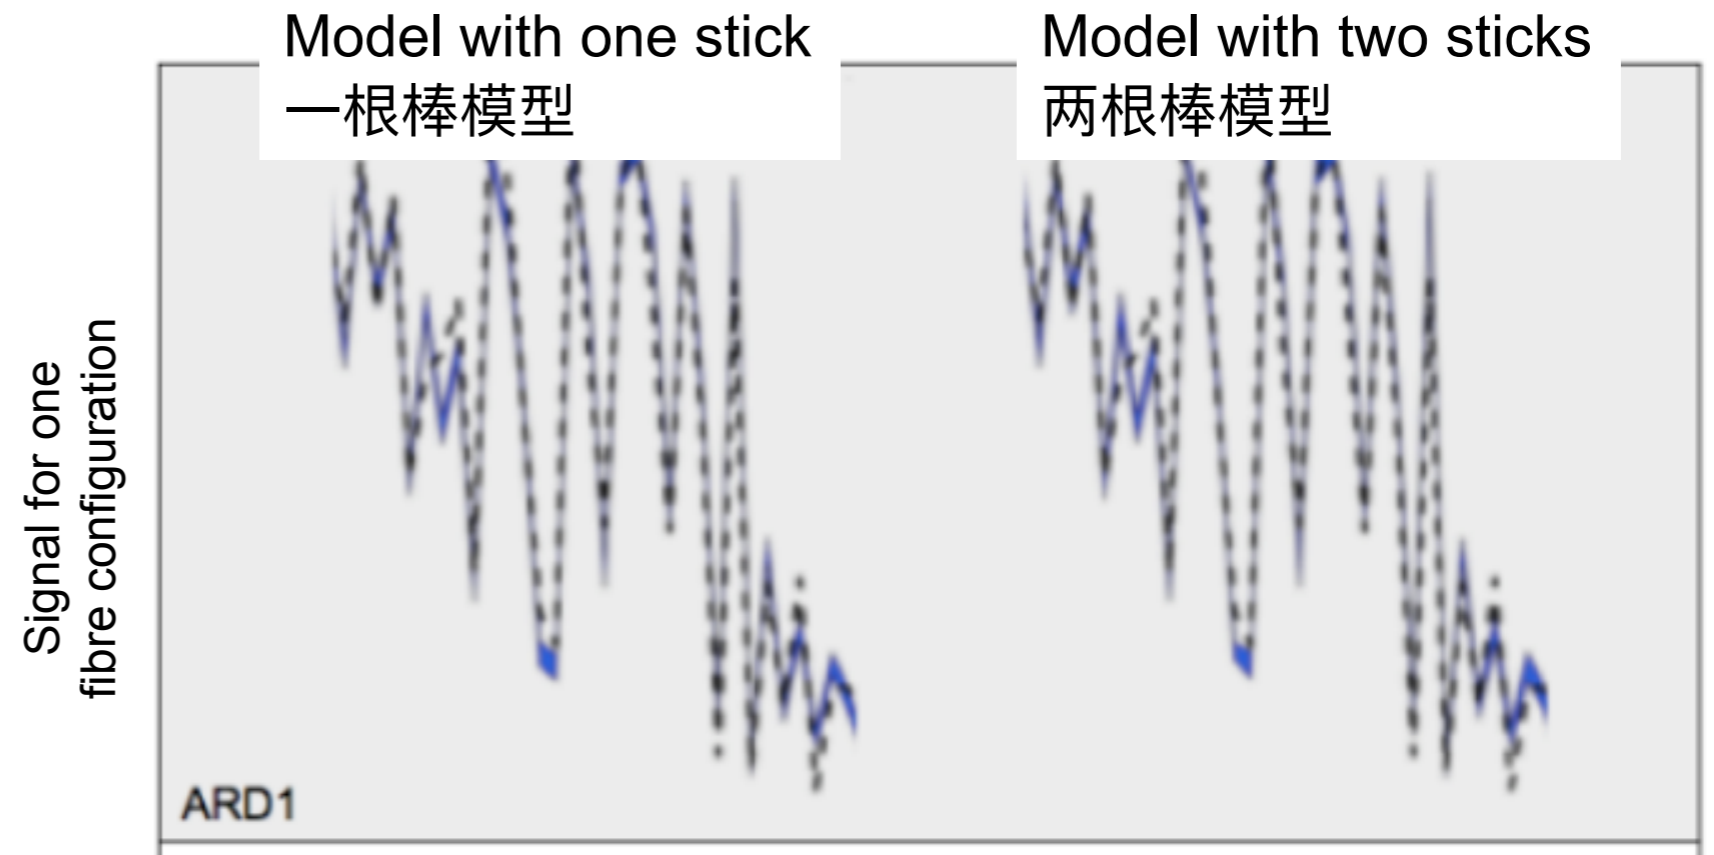 Model with one stick
一根棒模型
Model with two sticks
两根棒模型
Signal for one
fibre configuration
ARD1